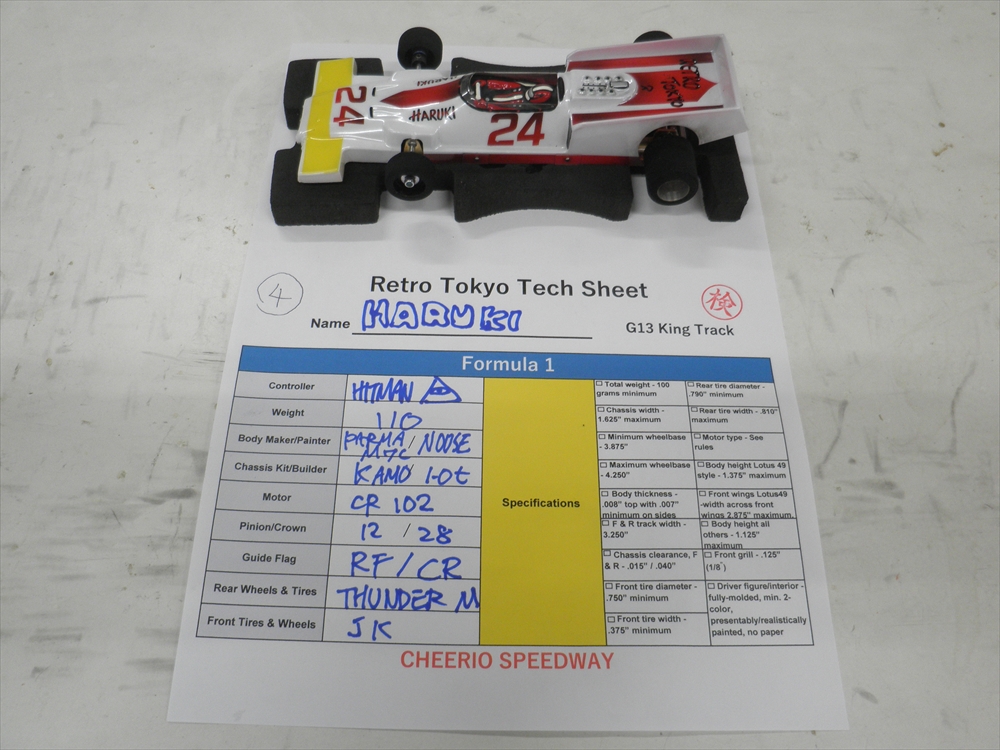 24
HARUKI
HARUKI
24
RETRO
TOKYO
8
④
Retro Tokyo Tech Sheet
検
Name HARUKI
G13 King Track
Formula 1
Controller HITMAN
Weight 110
Body Maker/Painter PARMA M7C / NOOSE
Chassis Kit/Builder KAMO 1-Ot
Motor CR 102
Pinion/Crown 12 / 28
Guide Flag RF/CR
Rear Wheels & Tires THUNDER M
Front Tires & Wheels JK
Specifications
Total weight - 100
grams minimum
Rear tire diameter -
.790" minimum
Chassis width -
1.625" maximum
Rear tire width - .810"
maximum
Minimum wheelbase
- 3.875"
Motor type - See
rules
Maximum wheelbase
- 4.250"
Body height Lotus 49
style - 1.375" maximum
Body thickness -
.008" top with .007"
minimum on sides
Front wings Lotus49
-width across front
wings 2.875" maximum.
F & R track width -
3.250"
Body height all
others - 1.125"
maximum
Chassis clearance, F
& R - .015" / .040"
Front grill - .125"
(1/8")
Front tire diameter -
.750" minimum
Front tire width -
.375" minimum
Driver figure/interior -
fully-molded, min. 2-
color,
presentably/realistically
painted, no paper
CHEERIO SPEEDWAY